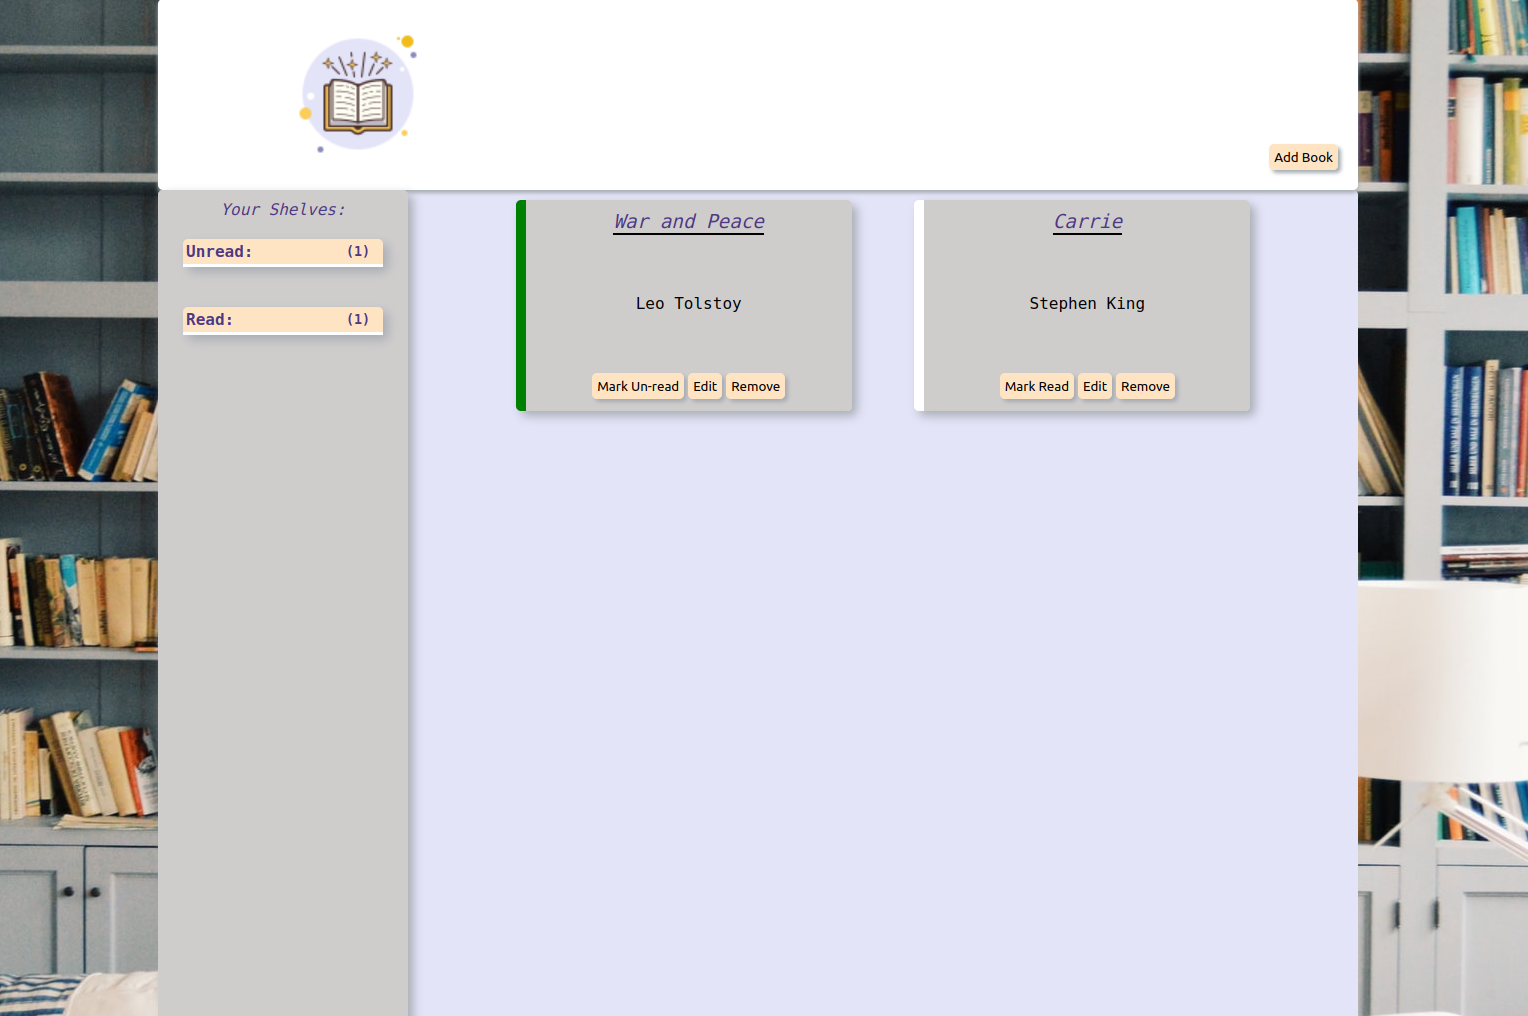 Add Book
Your Shelves:
Unread: (1)
Read: (1)
War and Peace
Leo Tolstoy
Mark Un-read Edit Remove
Carrie
Stephen King
Mark Read Edit Remove